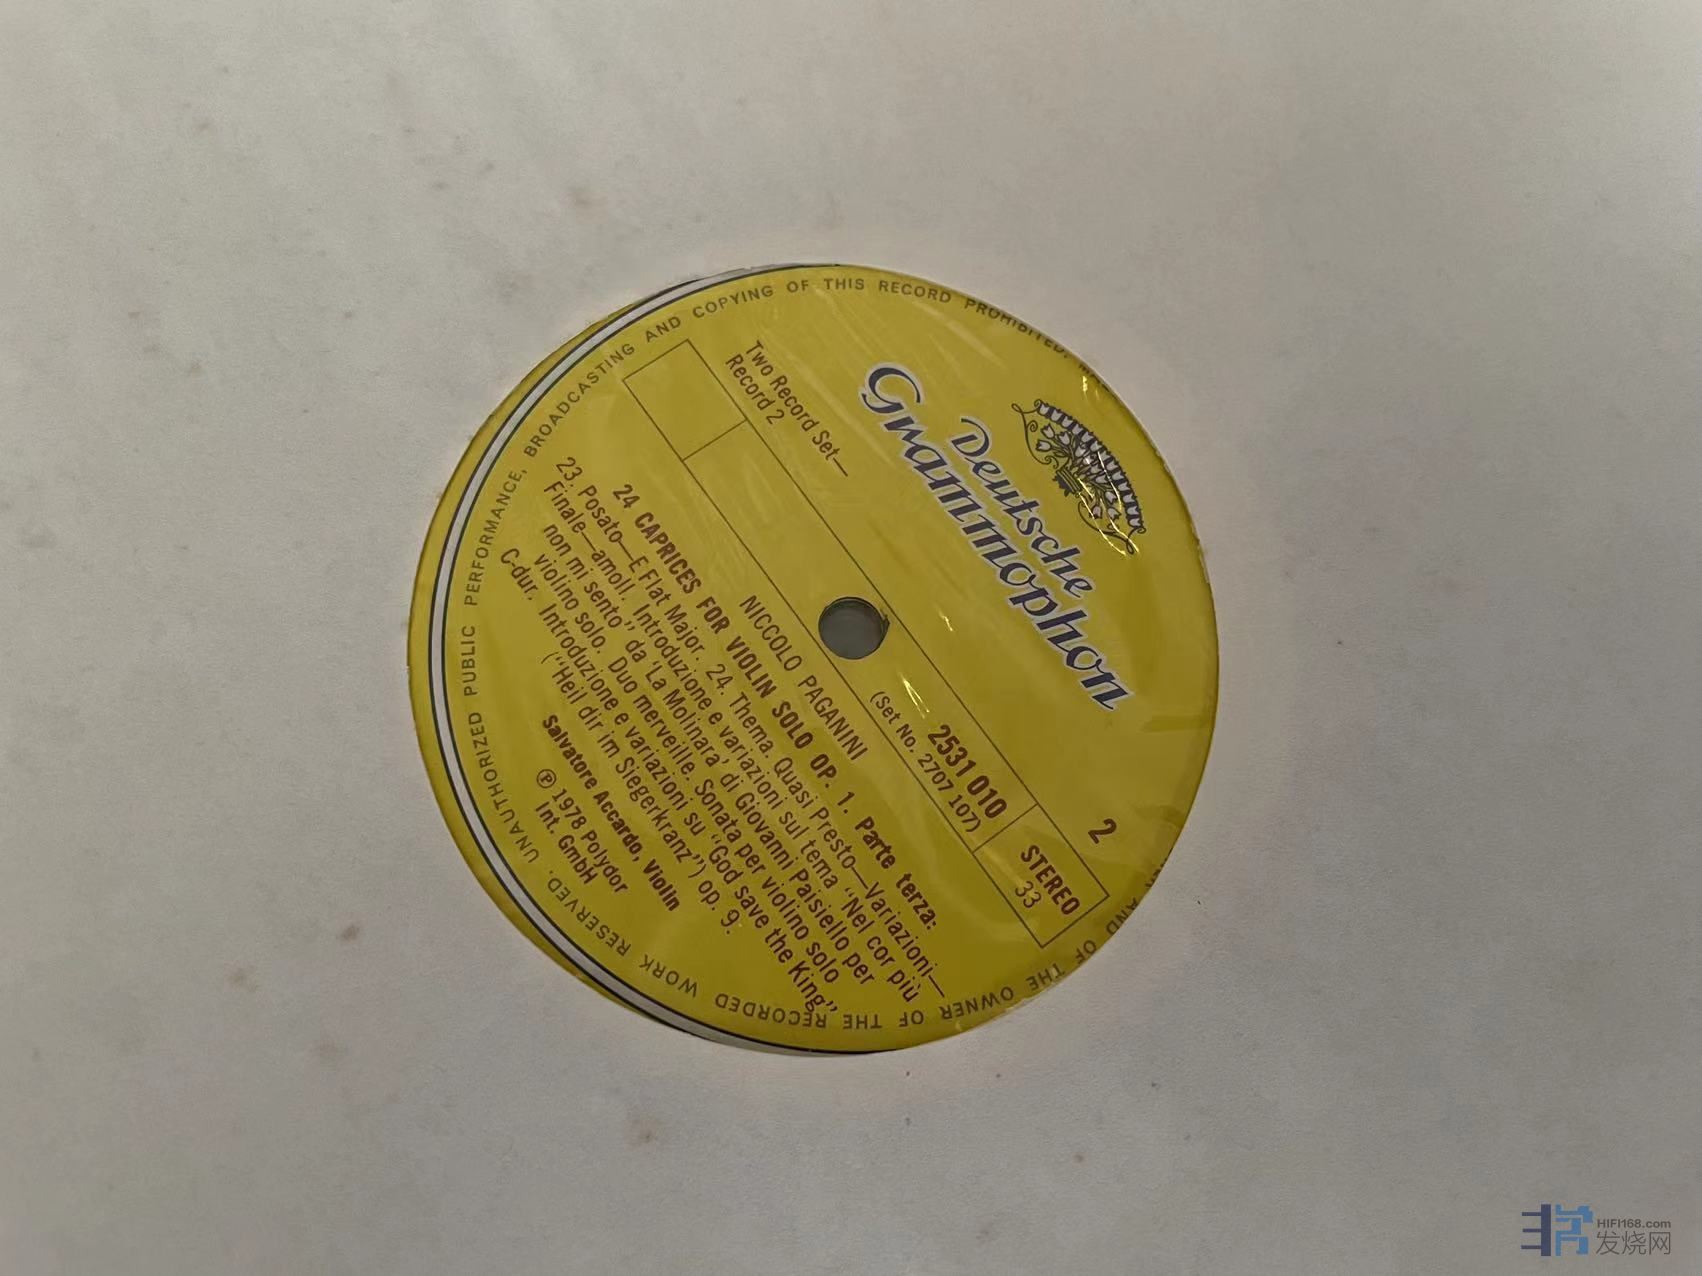 Deutsche
Grammophon
2
Two Record Set—
Record 2
2531 010
(Set No. 2707 107)
STEREO
33
NICCOLO PAGANINI
24 CAPRICES FOR VIOLIN SOLO OP. 1. Parte terza:
23. Posato—E Flat Major. 24. Thema. Quasi Presto—Variazioni—
Finale—amoll. Introduzione e variazioni sul tema "Nel cor più
non mi sento" da 'La Molinara' di Giovanni Paisiello per
violino solo. Duo merveille. Sonata per violino solo
C-dur. Introduzione e variazioni su "God save the King"
("Heil dir im Siegerkranz") op. 9.
Salvatore Accardo, Violin
℗ 1978 Polydor
Int. GmbH
AND OF THE OWNER OF THE RECORDED WORK RESERVED. UNAUTHORIZED PUBLIC PERFORMANCE, BROADCASTING AND COPYING OF THIS RECORD PROHIBITED.
HIFI168.com
发烧网